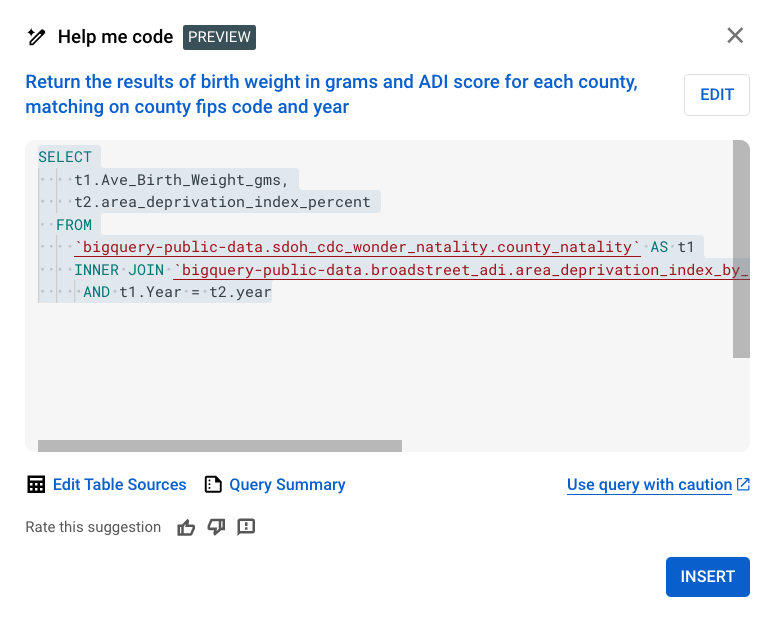 Help me code PREVIEW
Return the results of birth weight in grams and ADI score for each county,
matching on county fips code and year
EDIT
SELECT
t1.Ave_Birth_Weight_gms,
t2.area_deprivation_index_percent
FROM
`bigquery-public-data.sdoh_cdc_wonder_natality.county_natality` AS t1
INNER JOIN `bigquery-public-data.broadstreet_adi.area_deprivation_index_by_
AND t1.Year = t2.year
Edit Table Sources Query Summary Use query with caution
Rate this suggestion
INSERT